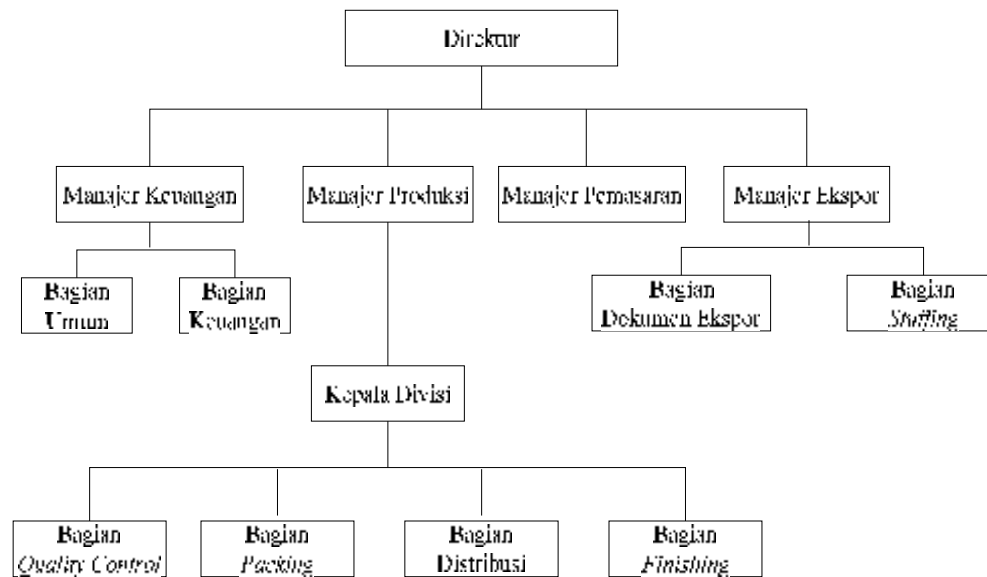 Direktur
Manajer Keuangan
Manajer Produksi
Manajer Pemasaran
Manajer Ekspor
Bagian
Umum
Bagian
Keuangan
Bagian
Dokumen Ekspor
Bagian
Stuffing
Kepala Divisi
Bagian
Quality Control
Bagian
Packing
Bagian
Distribusi
Bagian
Finishing